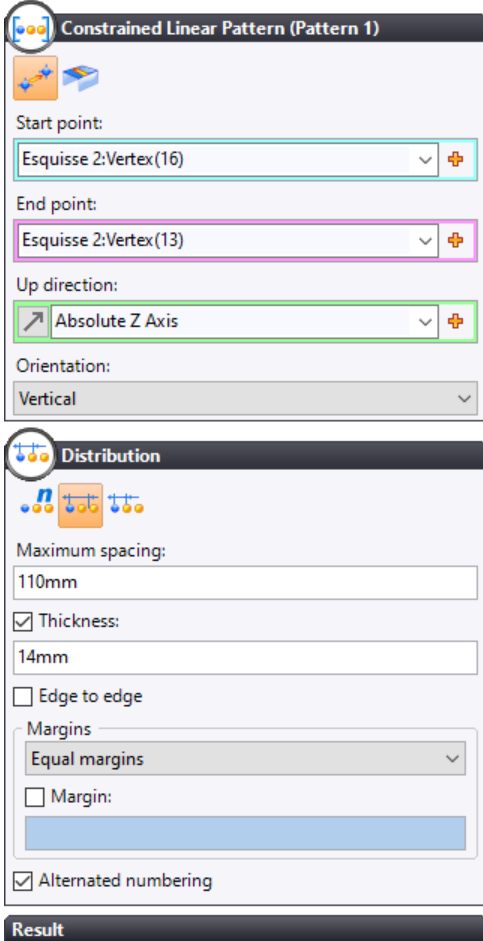 Constrained Linear Pattern (Pattern 1)
Start point:
Esquisse 2:Vertex(16)
End point:
Esquisse 2:Vertex(13)
Up direction:
Absolute Z Axis
Orientation:
Vertical
Distribution
n
Maximum spacing:
110mm
Thickness:
14mm
Edge to edge
Margins
Equal margins
Margin:
Alternated numbering
Result